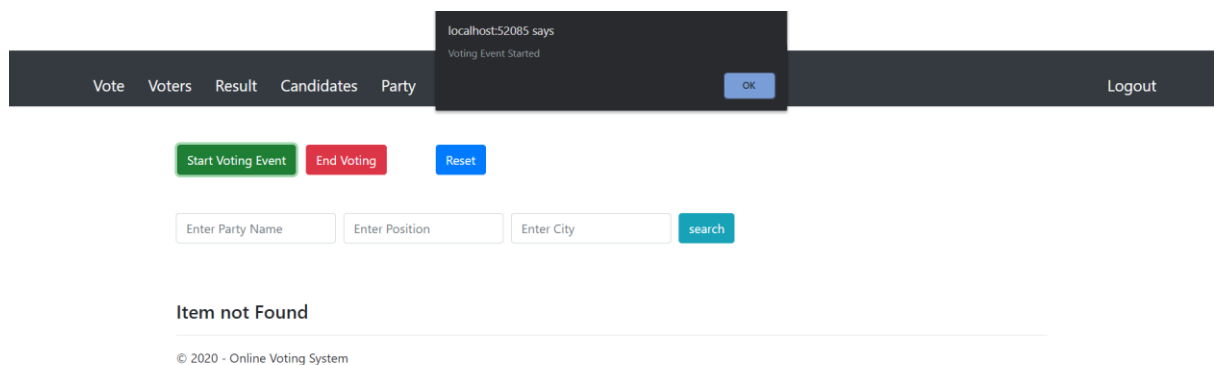 localhost:52085 says
Voting Event Started
OK
Vote Voters Result Candidates Party Logout
Start Voting Event End Voting Reset
Enter Party Name Enter Position Enter City search
Item not Found
© 2020 - Online Voting System